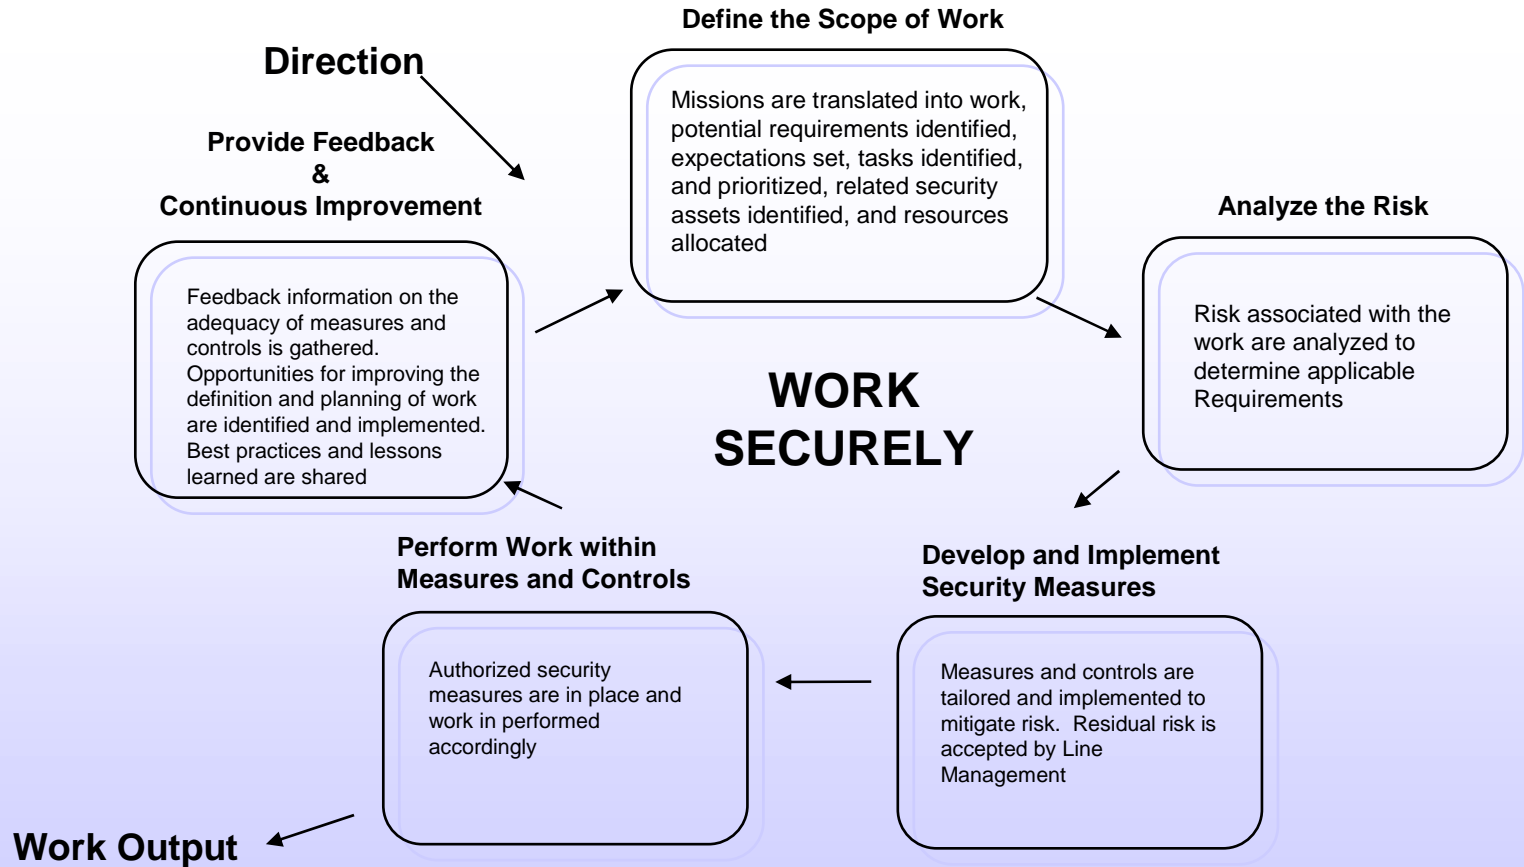 Define the Scope of Work
Direction
Missions are translated into work,
potential requirements identified,
expectations set, tasks identified,
and prioritized, related security
assets identified, and resources
allocated
Provide Feedback
&
Continuous Improvement
Feedback information on the
adequacy of measures and
controls is gathered.
Opportunities for improving the
definition and planning of work
are identified and implemented.
Best practices and lessons
learned are shared
Analyze the Risk
Risk associated with the
work are analyzed to
determine applicable
Requirements
WORK
SECURELY
Perform Work within
Measures and Controls
Authorized security
measures are in place and
work in performed
accordingly
Develop and Implement
Security Measures
Measures and controls are
tailored and implemented to
mitigate risk.  Residual risk is
accepted by Line
Management
Work Output